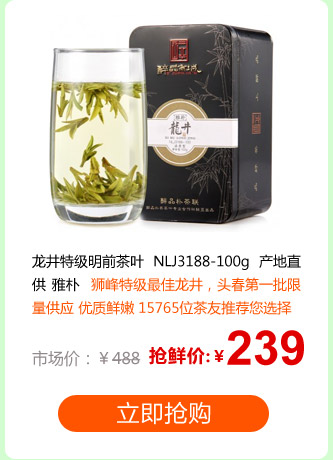 龍井
龙井特级明前茶叶 NLJ3188-100g 产地直
供 雅朴 狮峰特级最佳龙井，头春第一批限
量供应 优质鲜嫩 15765位茶友推荐您选择
市场价：￥488 抢鲜价:￥239
立即抢购